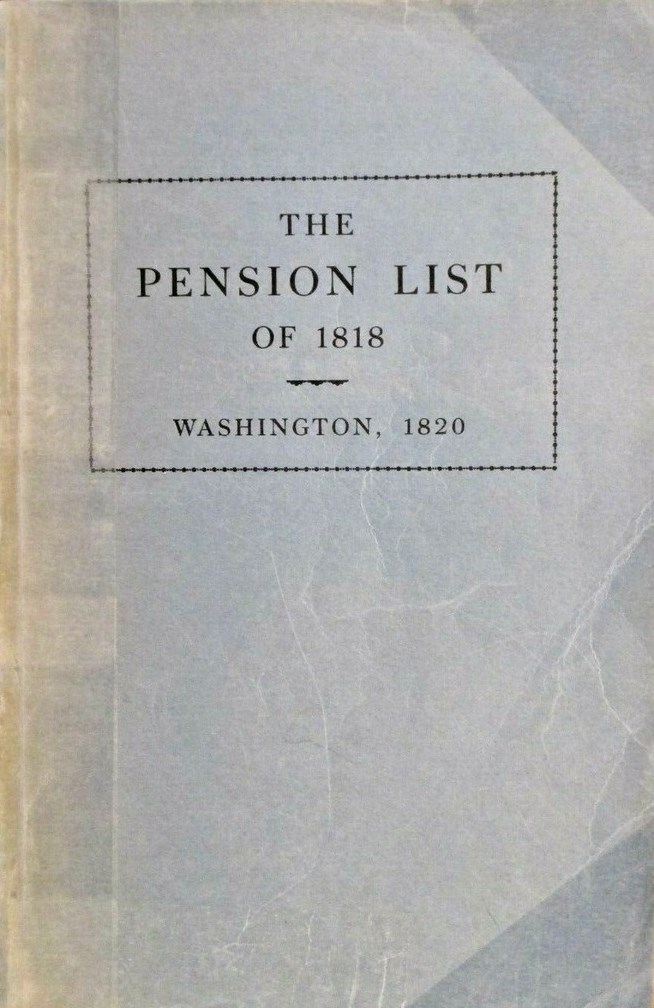 THE
PENSION LIST
OF 1818
WASHINGTON, 1820